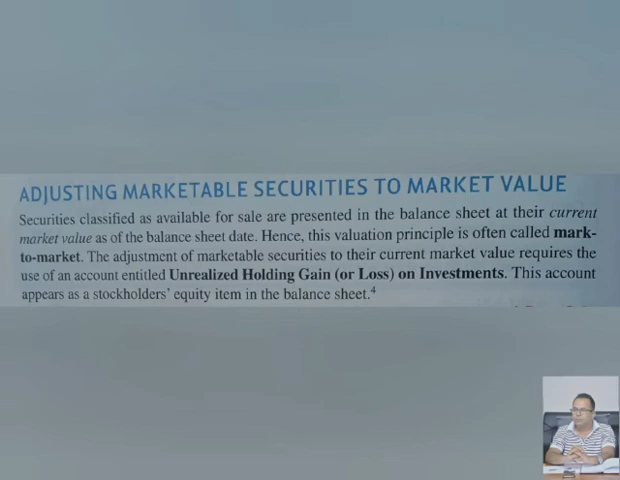 ADJUSTING MARKETABLE SECURITIES TO MARKET VALUE
Securities classified as available for sale are presented in the balance sheet at their current
market value as of the balance sheet date. Hence, this valuation principle is often called mark-
to-market. The adjustment of marketable securities to their current market value requires the
use of an account entitled Unrealized Holding Gain (or Loss) on Investments. This account
appears as a stockholders' equity item in the balance sheet.⁴